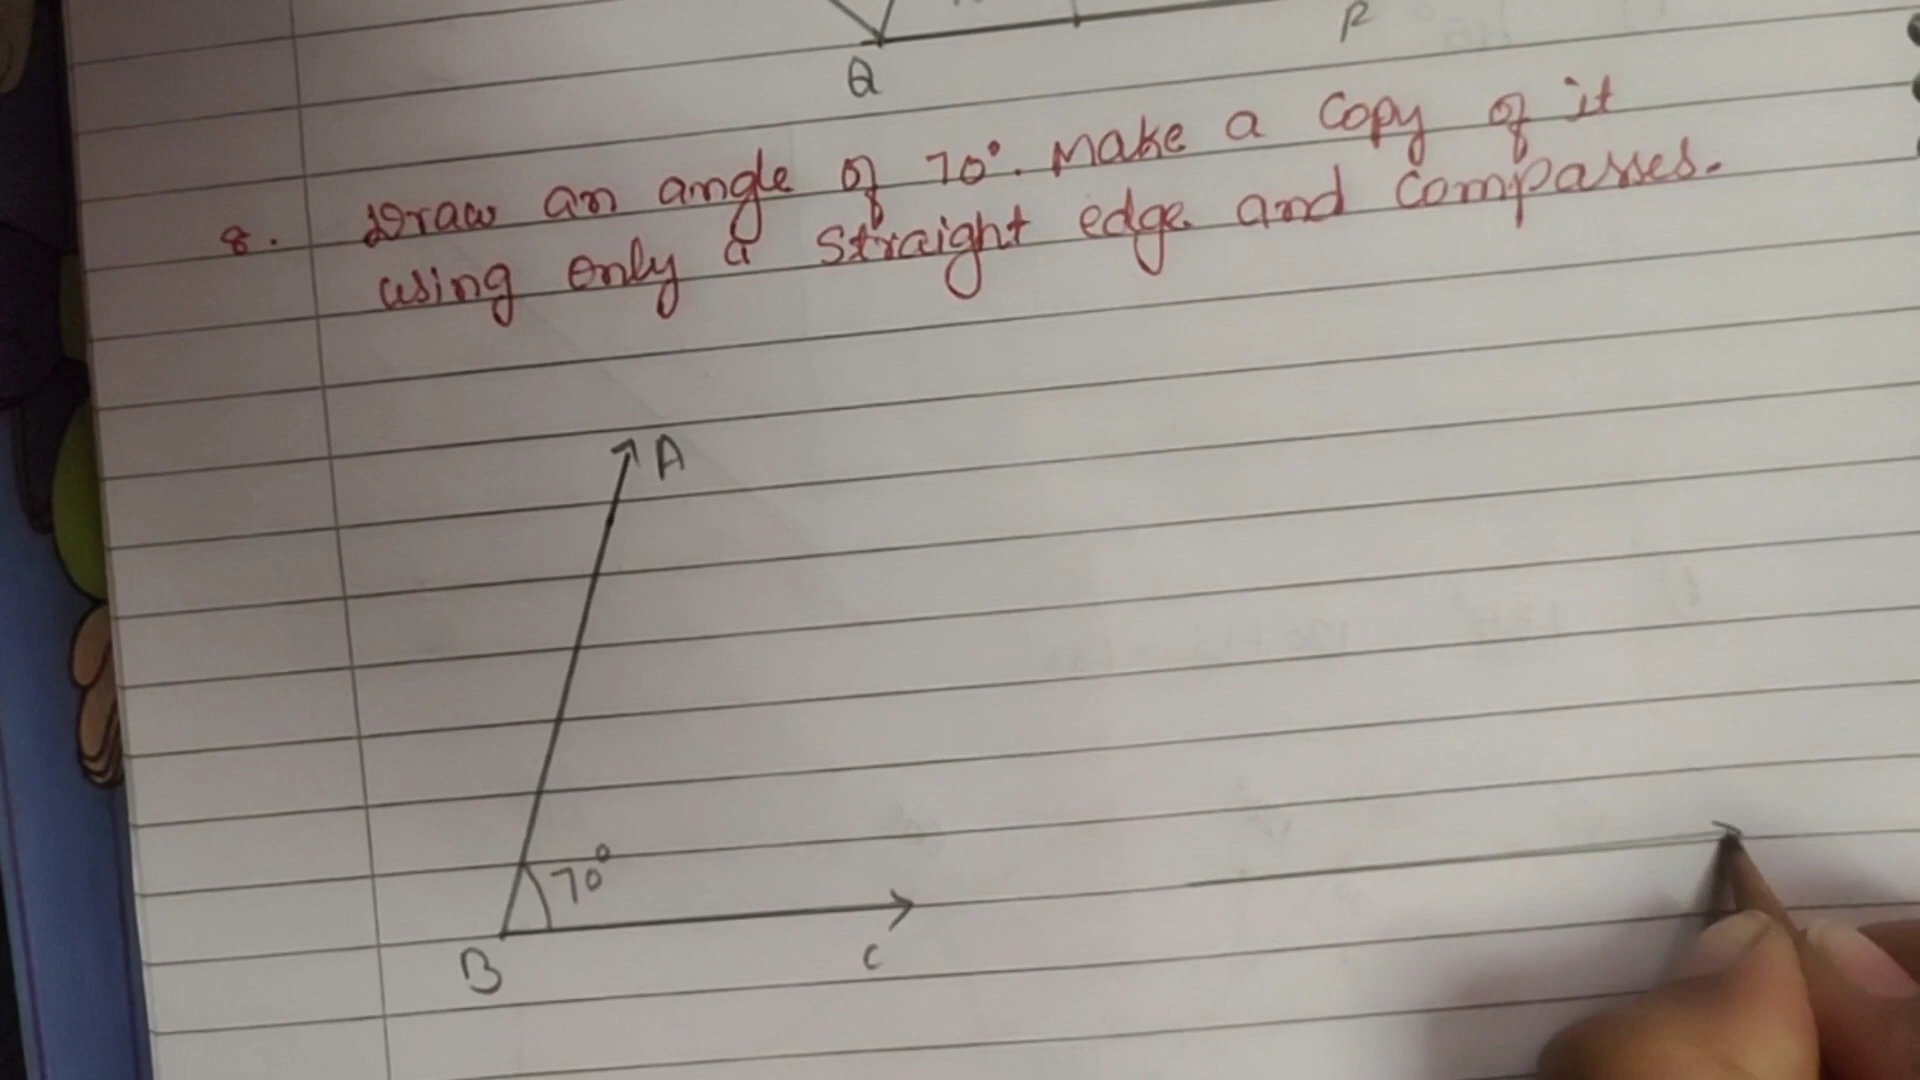 Q P
8. Draw an angle of 70°. Make a copy of it
using only a straight edge and compasses.
A
70°
B C